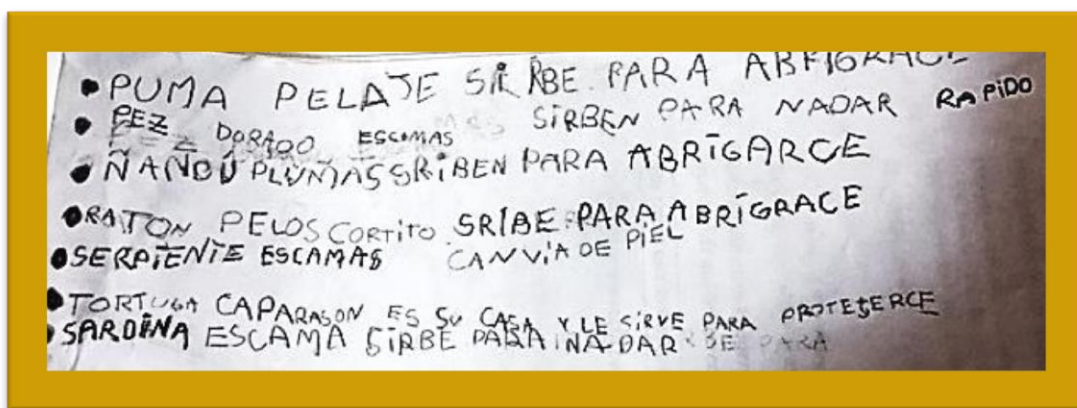 • PUMA PELAJE SIRBE PARA ABRIGRACE
• PEZ DORADO ESCAMAS SIRBEN PARA NADAR RAPIDO
• ÑANDÚ PLUMAS SRIBEN PARA ABRIGARCE
• RATON PELOS CORTITO SRIBE PARA ABRIGRACE
• SERPIENTE ESCAMAS CANVIA DE PIEL
• TORTUGA CAPARASON ES SU CASA Y LE SIRVE PARA PROTEJERCE
• SARDINA ESCAMA SIRBE PARA NADAR